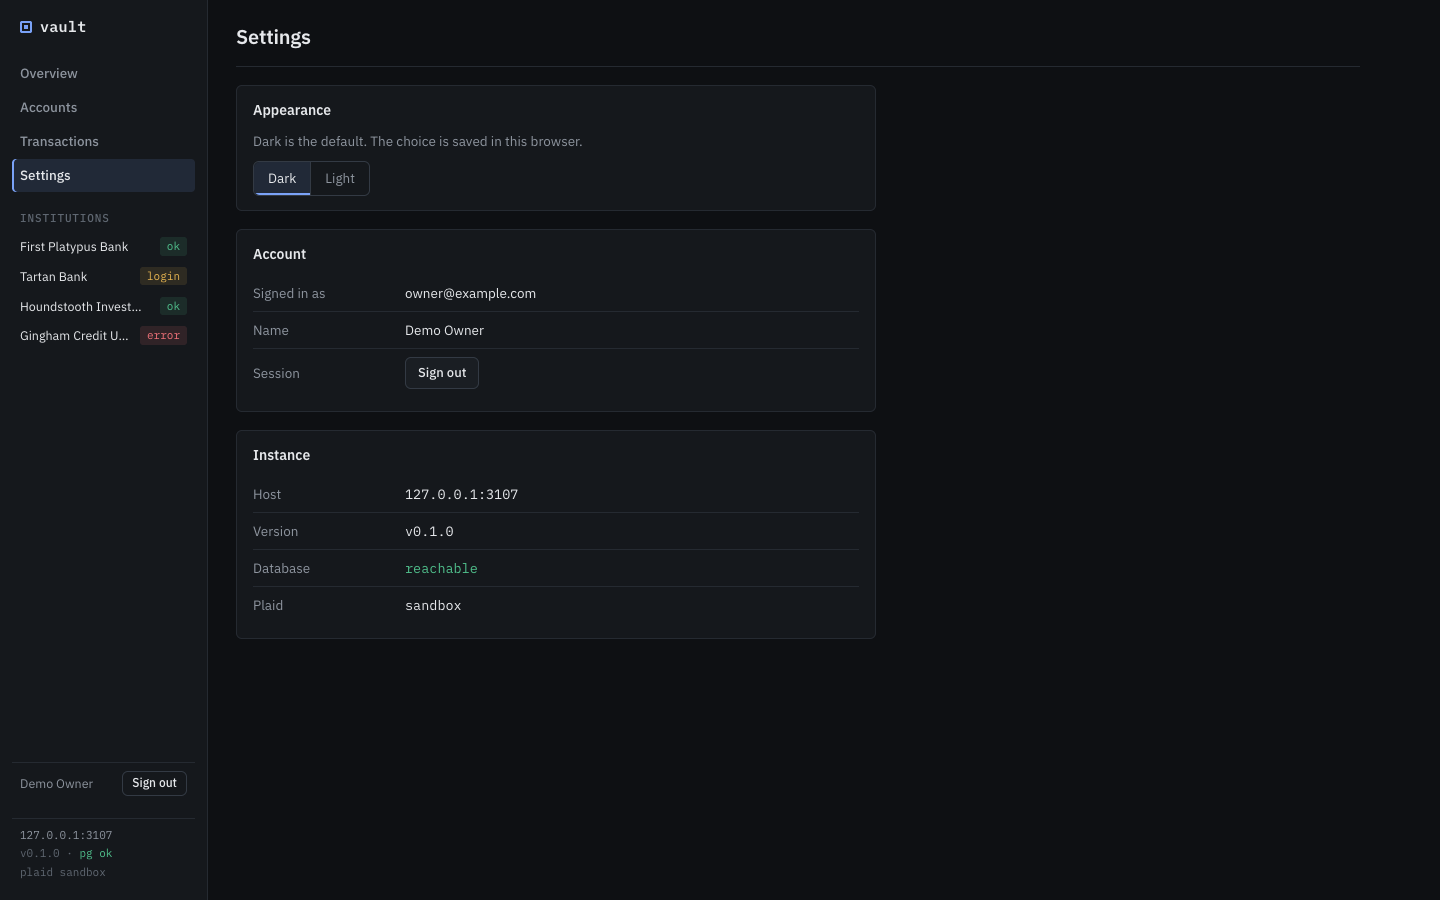 vault
Overview
Accounts
Transactions
Settings
INSTITUTIONS
First Platypus Bank ok
Tartan Bank login
Houndstooth Invest... ok
Gingham Credit U... error
Demo Owner Sign out
127.0.0.1:3107
v0.1.0 · pg ok
plaid sandbox
Settings
Appearance
Dark is the default. The choice is saved in this browser.
Dark Light
Account
Signed in as owner@example.com
Name Demo Owner
Session Sign out
Instance
Host 127.0.0.1:3107
Version v0.1.0
Database reachable
Plaid sandbox